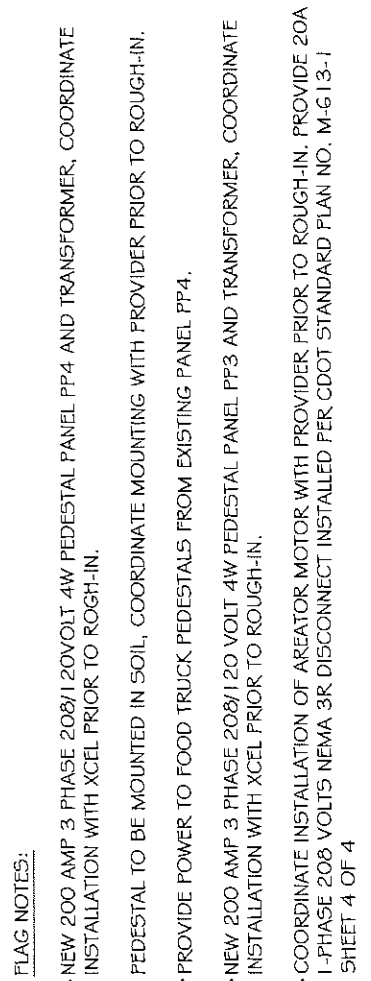 FLAG NOTES:
· NEW 200 AMP 3 PHASE 208/120VOLT 4W PEDESTAL PANEL PP4 AND TRANSFORMER, COORDINATE
INSTALLATION WITH XCEL PRIOR TO ROGH-IN.
PEDESTAL TO BE MOUNTED IN SOIL, COORDINATE MOUNTING WITH PROVIDER PRIOR TO ROUGH-IN.
· PROVIDE POWER TO FOOD TRUCK PEDESTALS FROM EXISTING PANEL PP4.
· NEW 200 AMP 3 PHASE 208/120 VOLT 4W PEDESTAL PANEL PP3 AND TRANSFORMER, COORDINATE
INSTALLATION WITH XCEL PRIOR TO ROUGH-IN.
· COORDINATE INSTALLATION OF AREATOR MOTOR WITH PROVIDER PRIOR TO ROUGH-IN. PROVIDE 20A
1-PHASE 208 VOLTS NEMA 3R DISCONNECT INSTALLED PER CDOT STANDARD PLAN NO. M-613-1
SHEET 4 OF 4